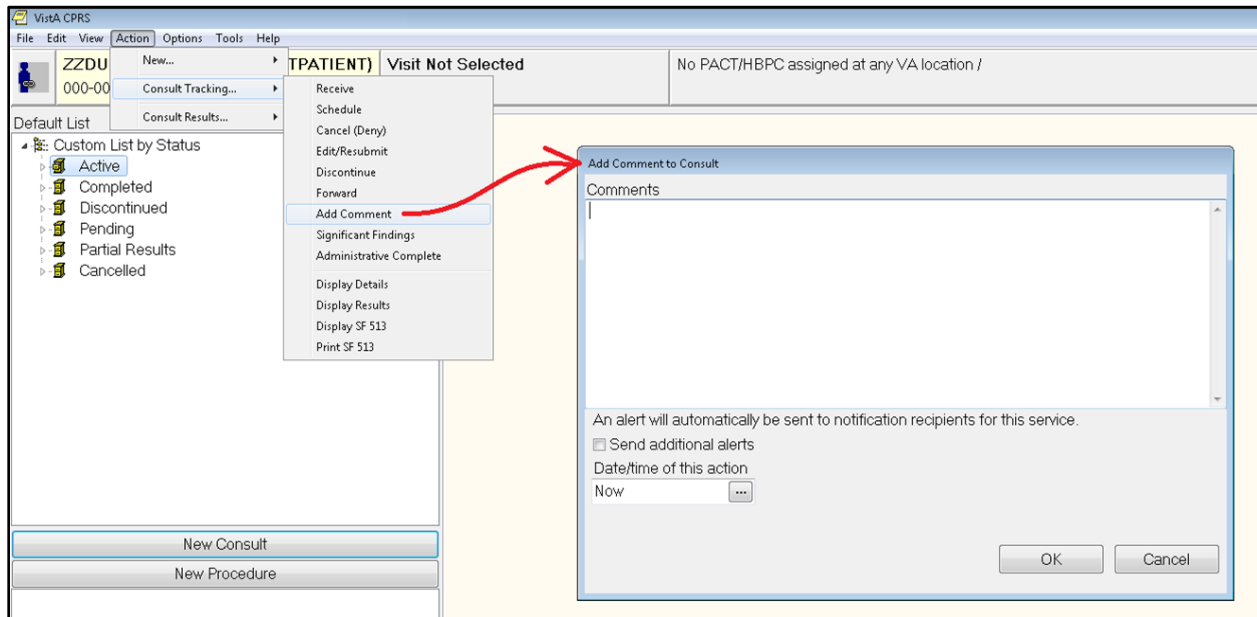 VistA CPRS
File Edit View Action Options Tools Help
ZZDU
TPATIENT) Visit Not Selected
No PACT/HBPC assigned at any VA location /
000-00
New...
Consult Tracking...
Consult Results...
Receive
Schedule
Cancel (Deny)
Edit/Resubmit
Discontinue
Forward
Add Comment
Significant Findings
Administrative Complete
Display Details
Display Results
Display SF 513
Print SF 513
Default List
Custom List by Status
Active
Completed
Discontinued
Pending
Partial Results
Cancelled
New Consult
New Procedure
Add Comment to Consult
Comments
An alert will automatically be sent to notification recipients for this service.
Send additional alerts
Date/time of this action
Now ...
OK Cancel